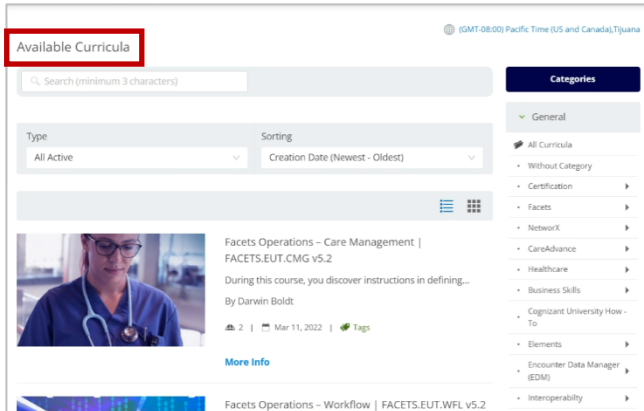 (GMT-08:00) Pacific Time (US and Canada),Tijuana
Available Curricula
Search (minimum 3 characters)
Type
All Active
Sorting
Creation Date (Newest - Oldest)
Facets Operations – Care Management |
FACETS.EUT.CMG v5.2
During this course, you discover instructions in defining...
By Darwin Boldt
2 | Mar 11, 2022 | Tags
More Info
Facets Operations – Workflow | FACETS.EUT.WFL v5.2
Categories
General
All Curricula
Without Category
Certification
Facets
NetworX
CareAdvance
Healthcare
Business Skills
Cognizant University How -
To
Elements
Encounter Data Manager
(EDM)
Interoperabilty